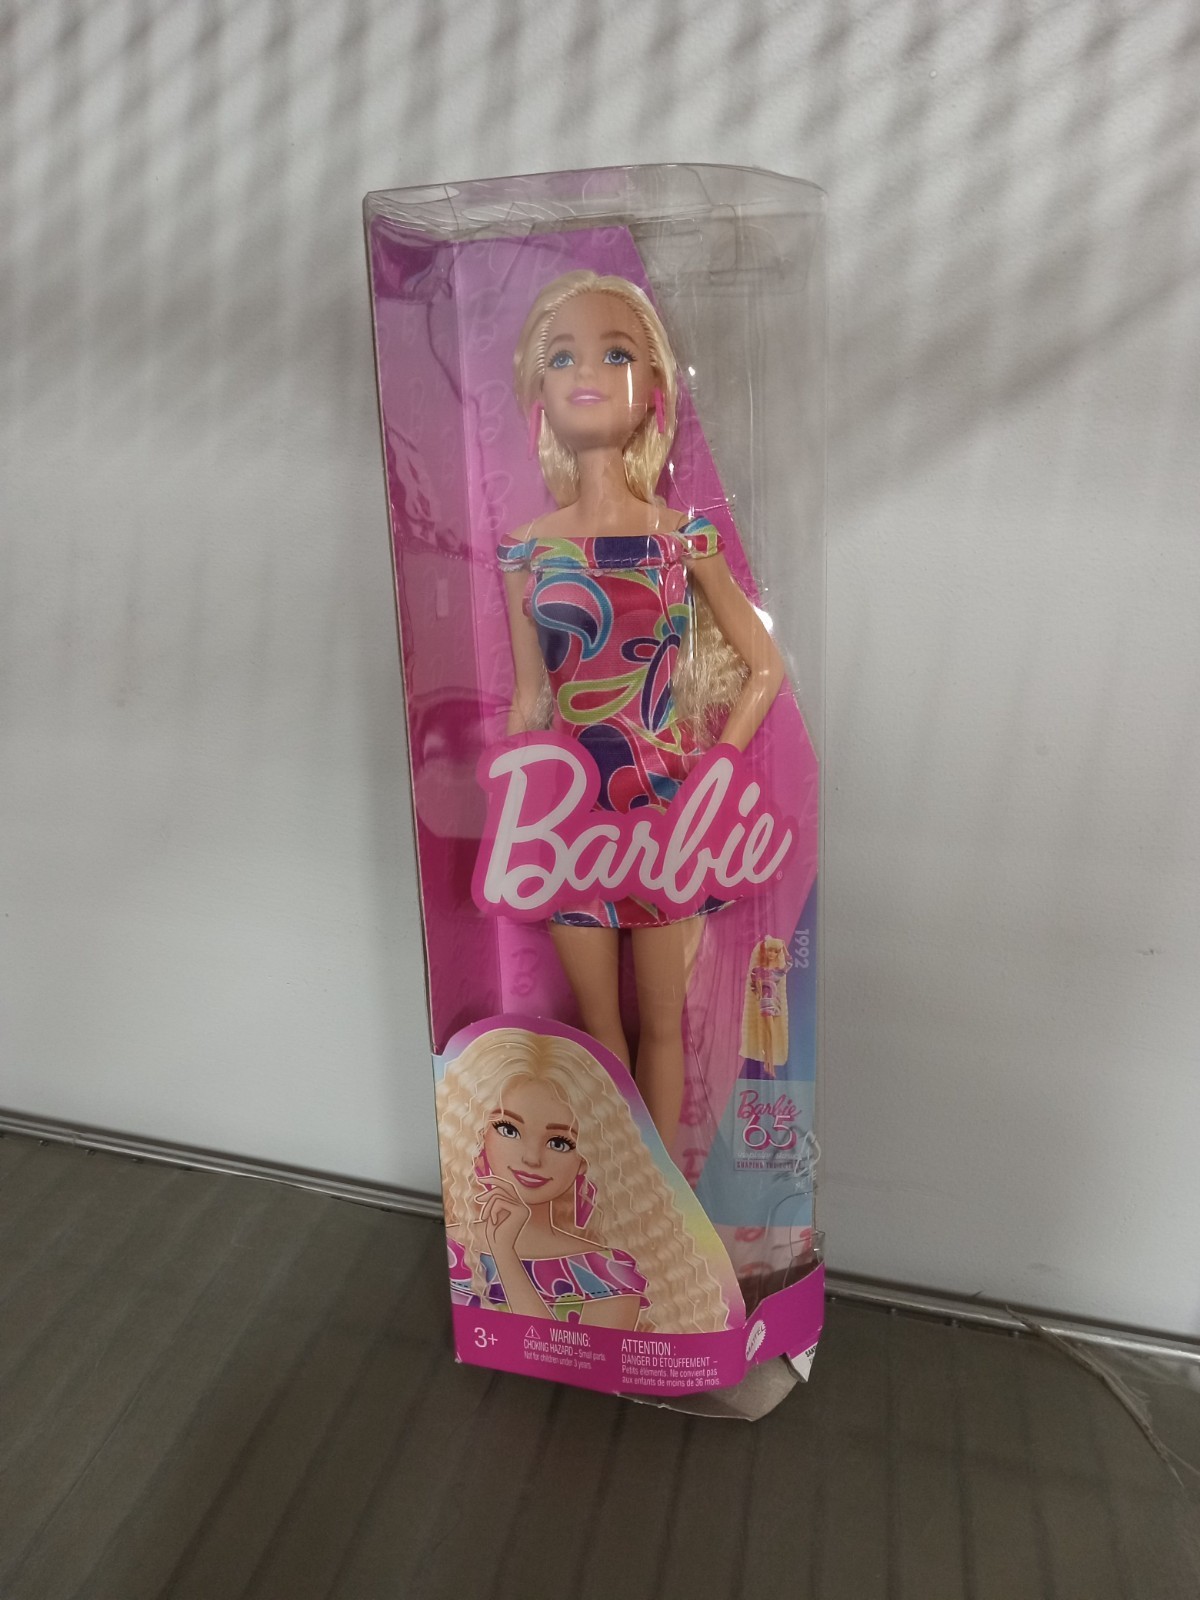 Barbie
1992
Barbie
65
3+
WARNING:
CHOKING HAZARD – Small parts.
Not for children under 3 years.
ATTENTION :
DANGER D'ÉTOUFFEMENT –
Petits éléments. Ne convient pas
aux enfants de moins de 36 mois.
MATTEL